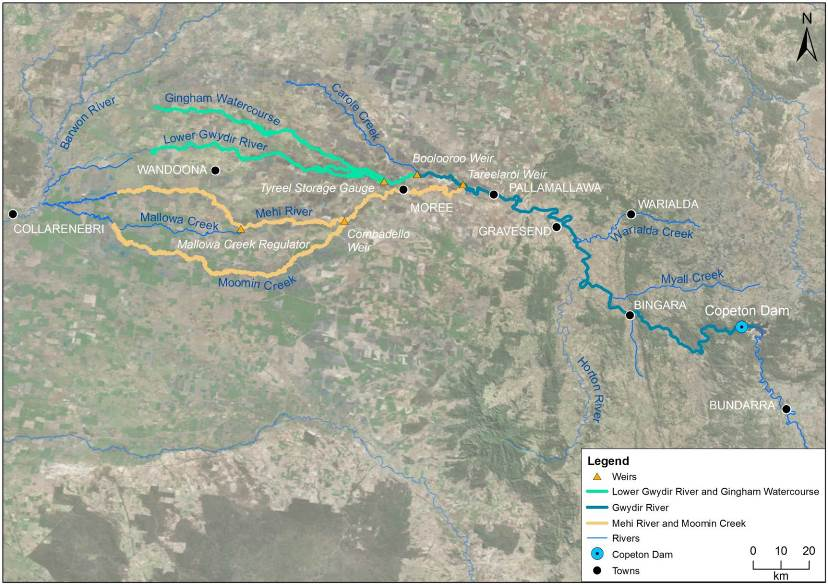 N
Gingham Watercourse
Carole Creek
Barwon River
Lower Gwydir River
Boolooroo Weir
WANDOONA
Tareelaroi Weir
Tyreel Storage Gauge
PALLAMALLAWA
MOREE
WARIALDA
COLLARENEBRI
Mallowa Creek
Mehi River
GRAVESEND
Warialda Creek
Mallowa Creek Regulator
Combadello
Weir
Moomin Creek
Myall Creek
BINGARA
Copeton Dam
Horton River
BUNDARRA
Legend
Weirs
Lower Gwydir River and Gingham Watercourse
Gwydir River
Mehi River and Moomin Creek
Rivers
Copeton Dam
Towns
0 10 20
km